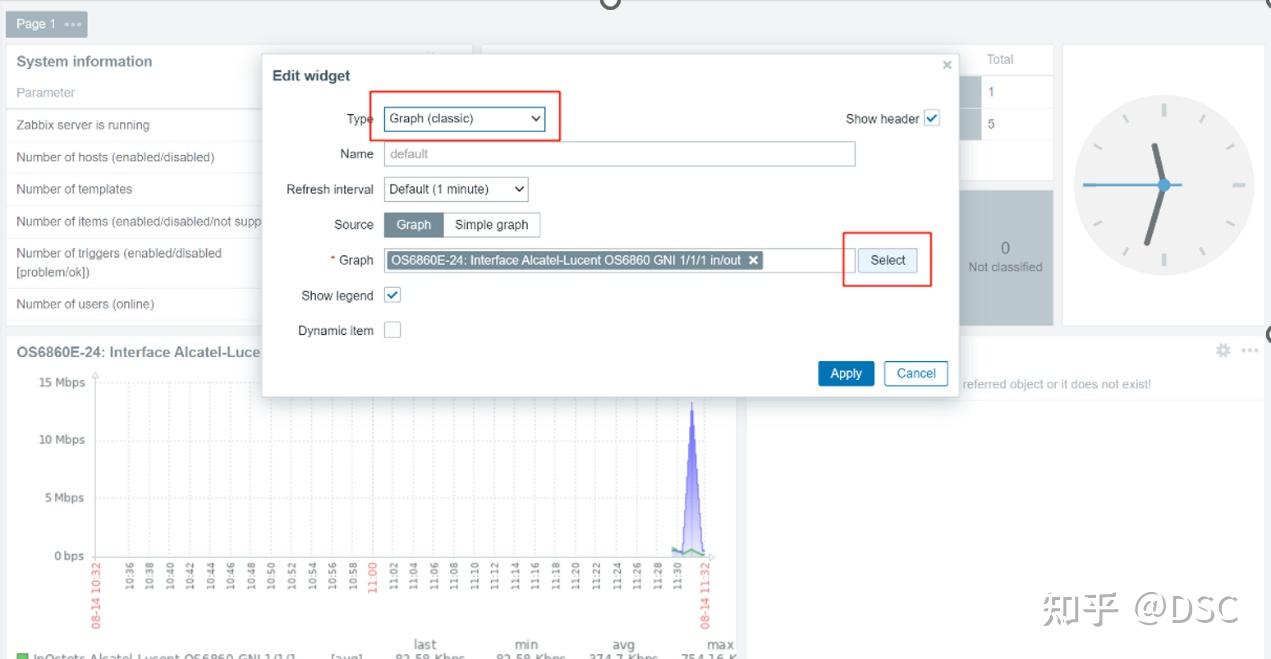 Page 1
System information
Parameter
Zabbix server is running
Number of hosts (enabled/disabled)
Number of templates
Number of items (enabled/disabled/not supp
Number of triggers (enabled/disabled
[problem/ok])
Number of users (online)
Edit widget
Type Graph (classic)
Show header
Name default
Refresh interval Default (1 minute)
Source Graph Simple graph
* Graph OS6860E-24: Interface Alcatel-Lucent OS6860 GNI 1/1/1 in/out Select
Show legend
Dynamic item
Apply Cancel
Total
1
5
0
Not classified
OS6860E-24: Interface Alcatel-Luce
15 Mbps
10 Mbps
5 Mbps
0 bps
08-14 10:32 10:36 10:38 10:40 10:42 10:44 10:46 10:48 10:50 10:52 10:54 10:56 10:58 11:00 11:02 11:04 11:06 11:08 11:10 11:12 11:14 11:16 11:18 11:20 11:22 11:24 11:26 11:28 11:30 08-14 11:32
last min avg max
InOctets Alcatel-Lucent OS6860 GNI 1/1/1 [avg] 82.58 Kbps 82.58 Kbps 374.7 Kbps 754.16 K
referred object or it does not exist!
知乎 @DSC